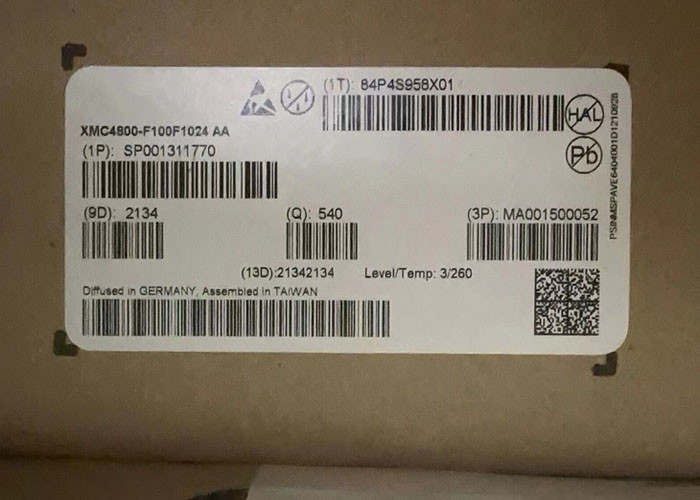 (1T): 84P4S958X01
HAL
XMC4800-F100F1024 AA
(1P): SP001311770
Pb
(9D): 2134
(Q): 540
(3P): MA001500052
(13D):21342134
Level/Temp: 3/260
Diffused in GERMANY, Assembled in TAIWAN